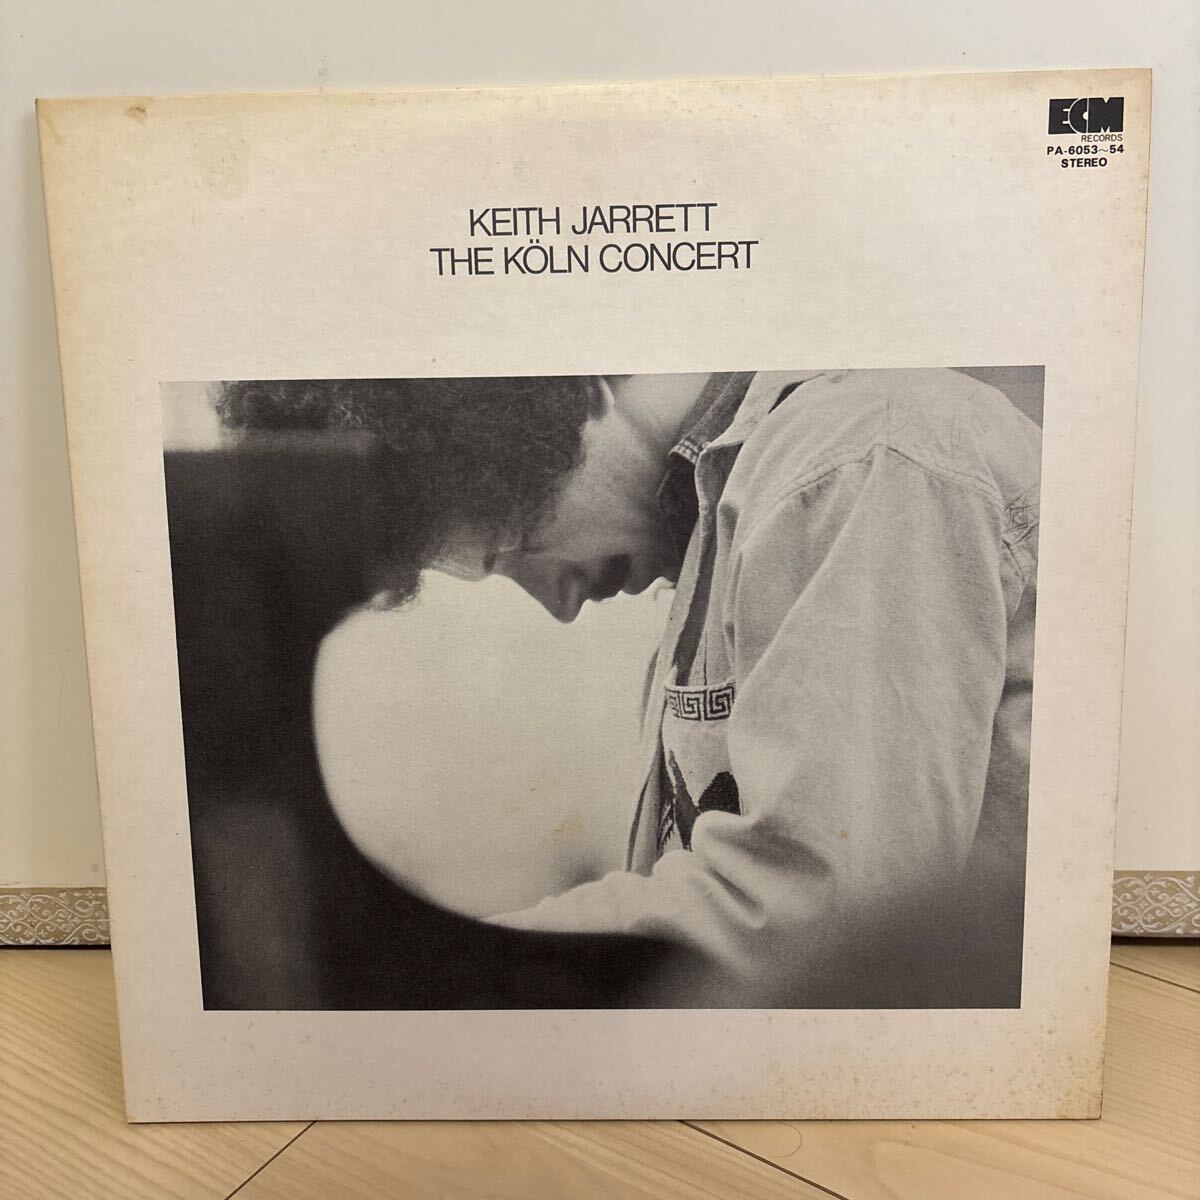 ECM
RECORDS
PA-6053~54
STEREO
KEITH JARRETT
THE KÖLN CONCERT